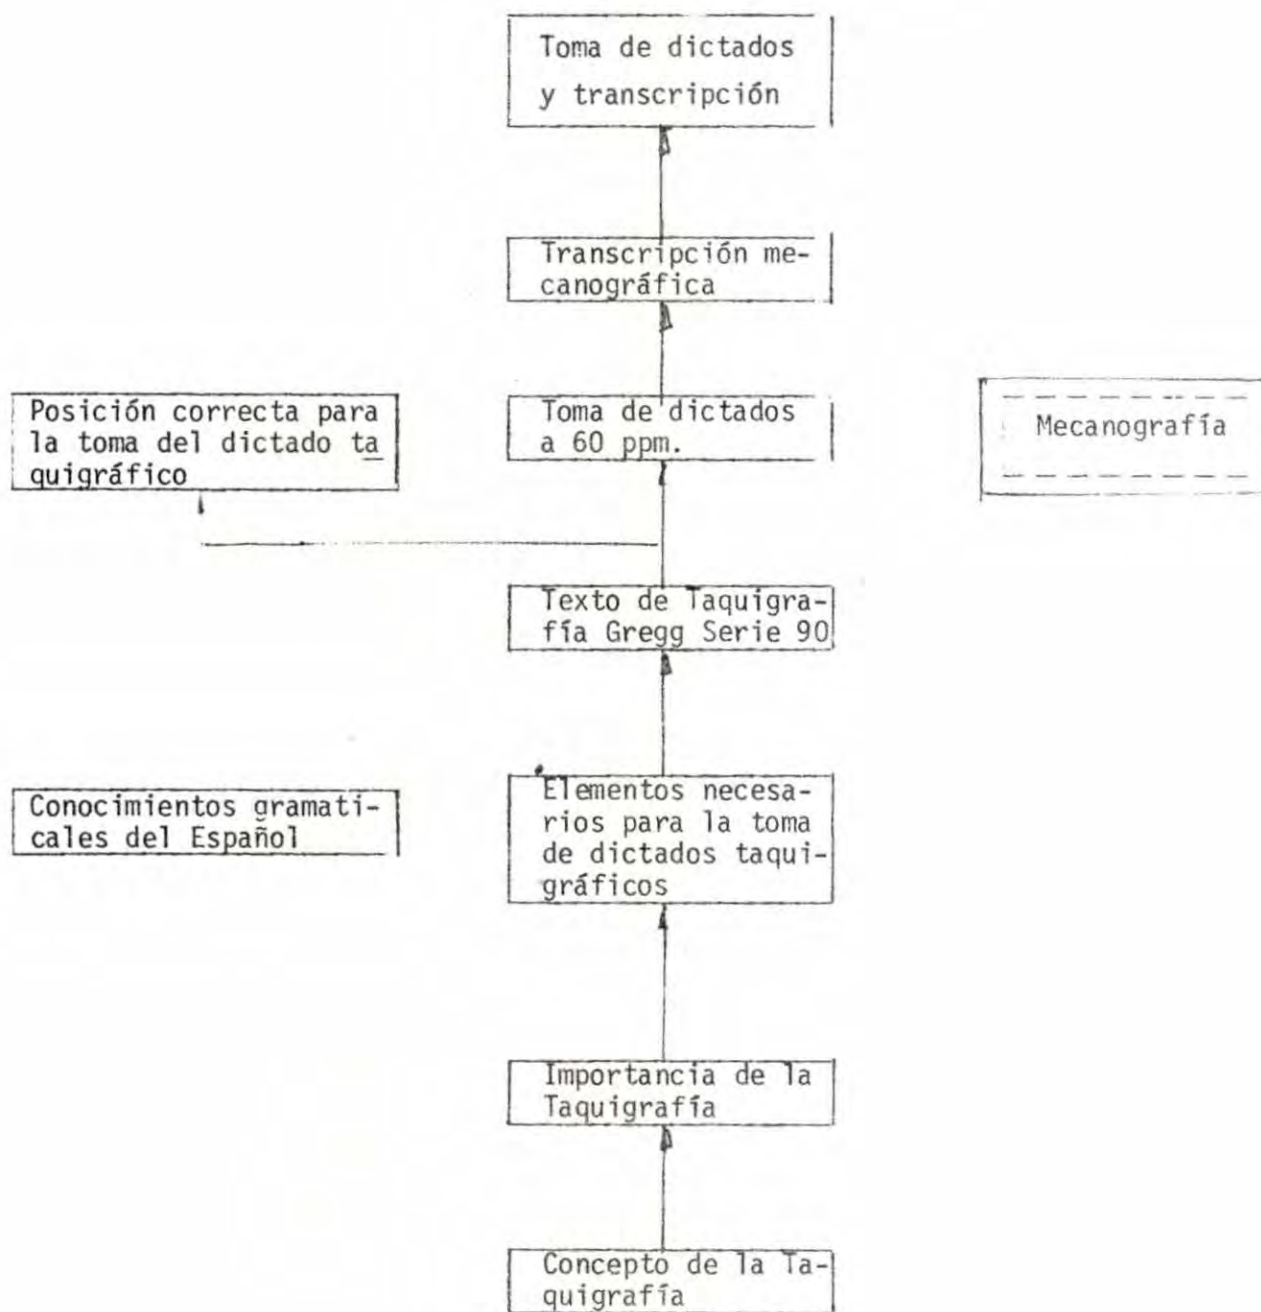 Toma de dictados
y transcripción
Transcripción me-
canográfica
Posición correcta para
la toma del dictado ta
quigráfico
Toma de dictados
a 60 ppm.
Mecanografía
Texto de Taquigra-
fía Gregg Serie 90
Conocimientos gramati-
cales del Español
Elementos necesa-
rios para la toma
de dictados taqui-
gráficos
Importancia de la
Taquigrafía
Concepto de la Ta-
quigrafía